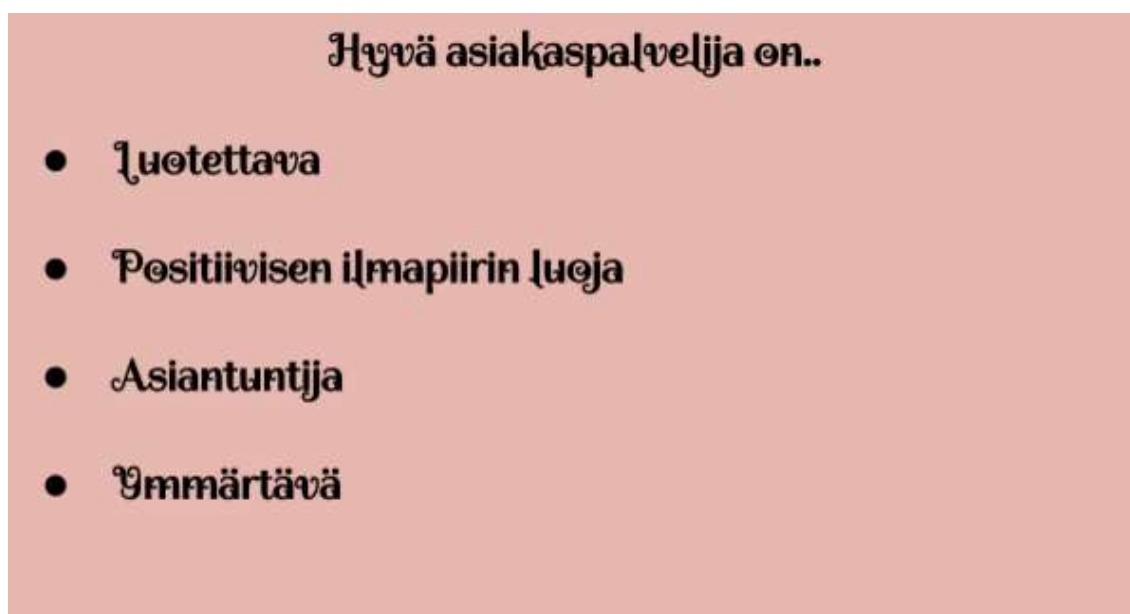 Hyvä asiakaspalvelija on..
● Luotettava
● Positiivisen ilmapiirin luoja
● Asiantuntija
● Ymmärtävä